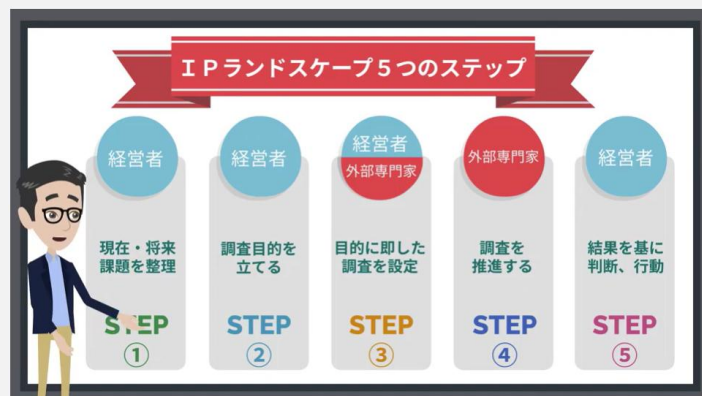 IPランドスケープ5つのステップ
経営者
現在・将来
課題を整理
STEP
①
経営者
調査目的を
立てる
STEP
②
経営者
外部専門家
目的に即した
調査を設定
STEP
③
外部専門家
調査を
推進する
STEP
④
経営者
結果を基に
判断、行動
STEP
⑤